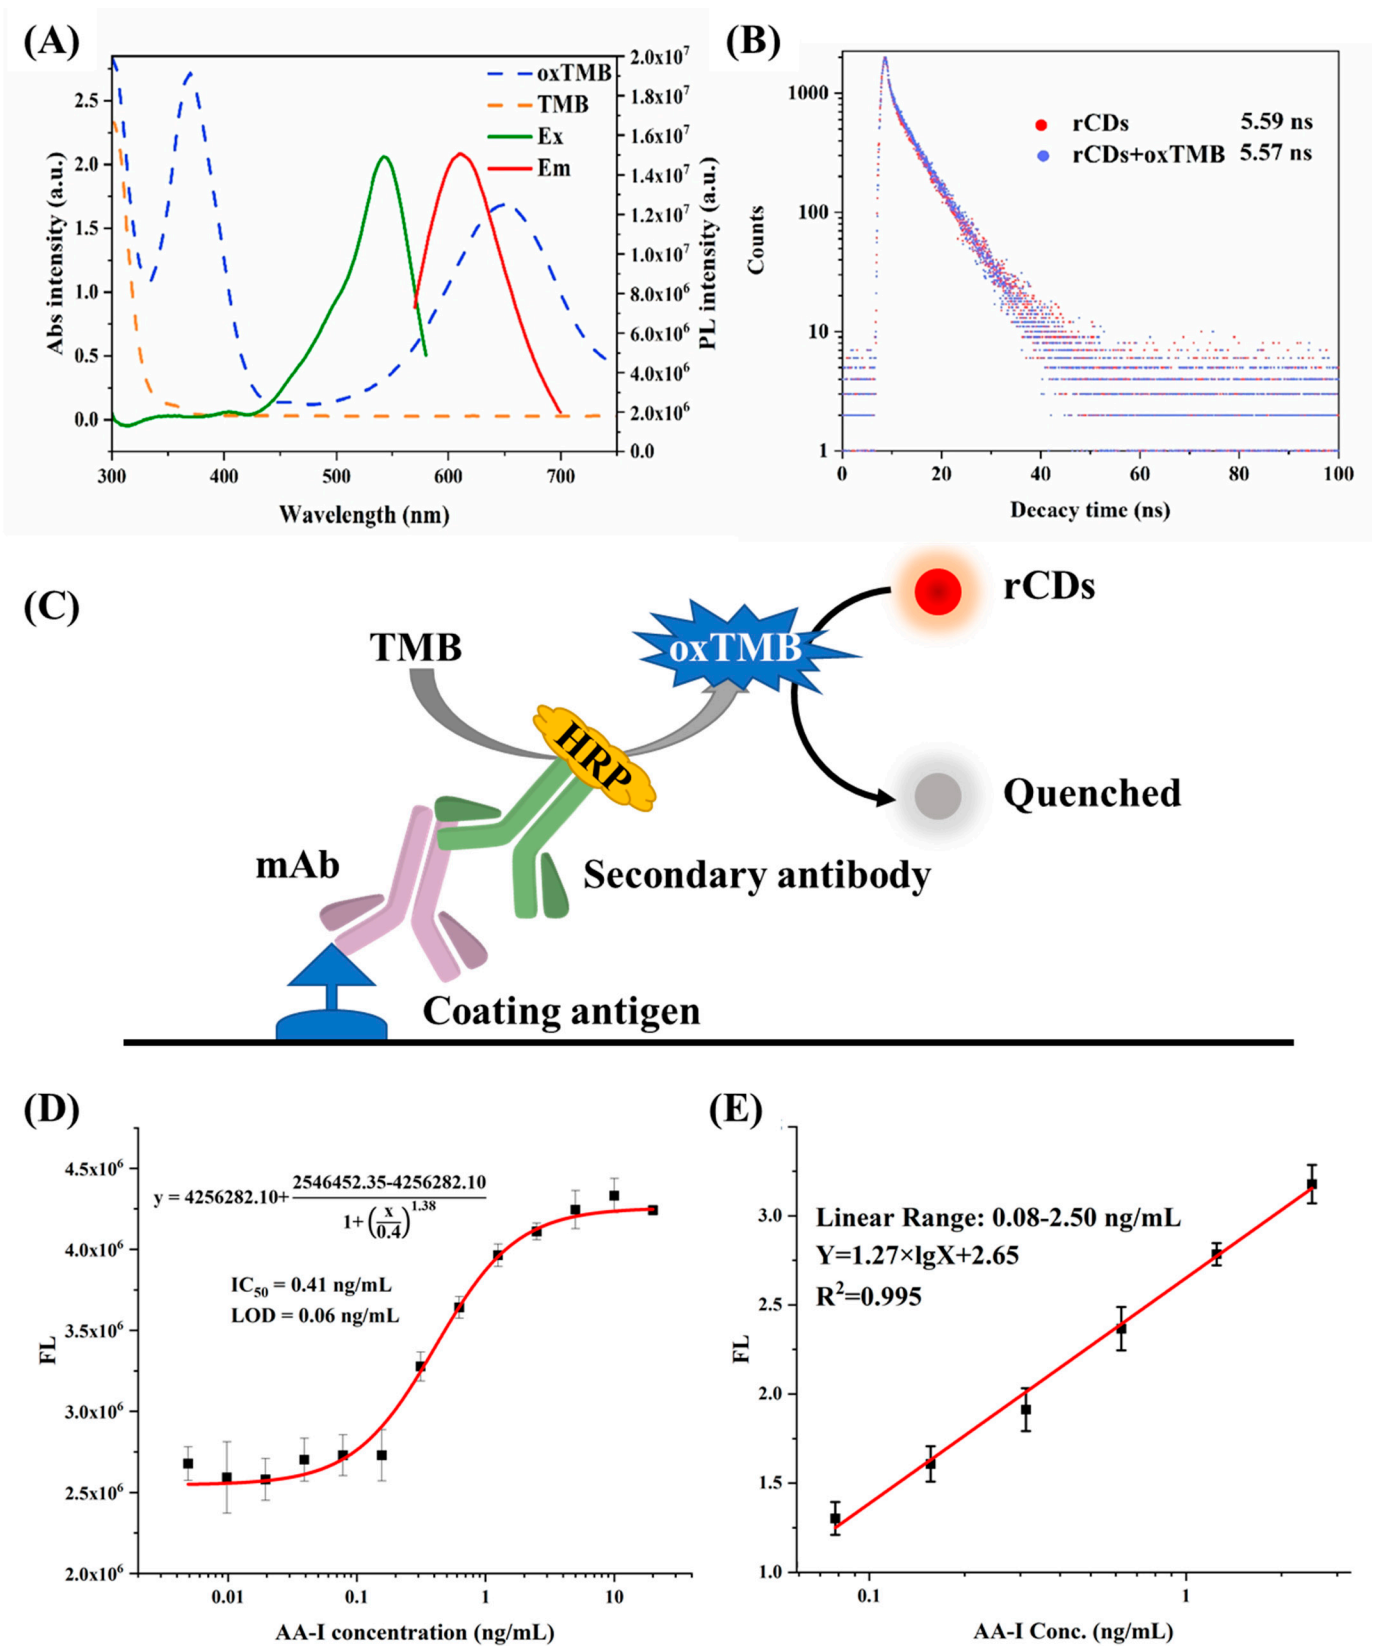 (A)
2.0x10⁷
1.8x10⁷
1.6x10⁷
1.4x10⁷
1.2x10⁷
1.0x10⁷
8.0x10⁶
6.0x10⁶
4.0x10⁶
2.0x10⁶
0.0
PL intensity (a.u.)
2.5
2.0
1.5
1.0
0.5
0.0
Abs intensity (a.u.)
oxTMB
TMB
Ex
Em
300 400 500 600 700
Wavelength (nm)
(B)
1000
100
10
1
Counts
rCDs 5.59 ns
rCDs+oxTMB 5.57 ns
0 20 40 60 80 100
Decacy time (ns)
(C)
TMB
oxTMB
rCDs
HRP
Quenched
mAb
Secondary antibody
Coating antigen
(D)
4.5x10⁶
4.0x10⁶
3.5x10⁶
3.0x10⁶
2.5x10⁶
2.0x10⁶
FL
y = 4256282.10+ 2546452.35-4256282.10
1+(x/0.4)^1.38
IC₅₀ = 0.41 ng/mL
LOD = 0.06 ng/mL
0.01 0.1 1 10
AA-I concentration (ng/mL)
(E)
3.0
2.5
2.0
1.5
1.0
FL
Linear Range: 0.08-2.50 ng/mL
Y=1.27×lgX+2.65
R²=0.995
0.1 1
AA-I Conc. (ng/mL)